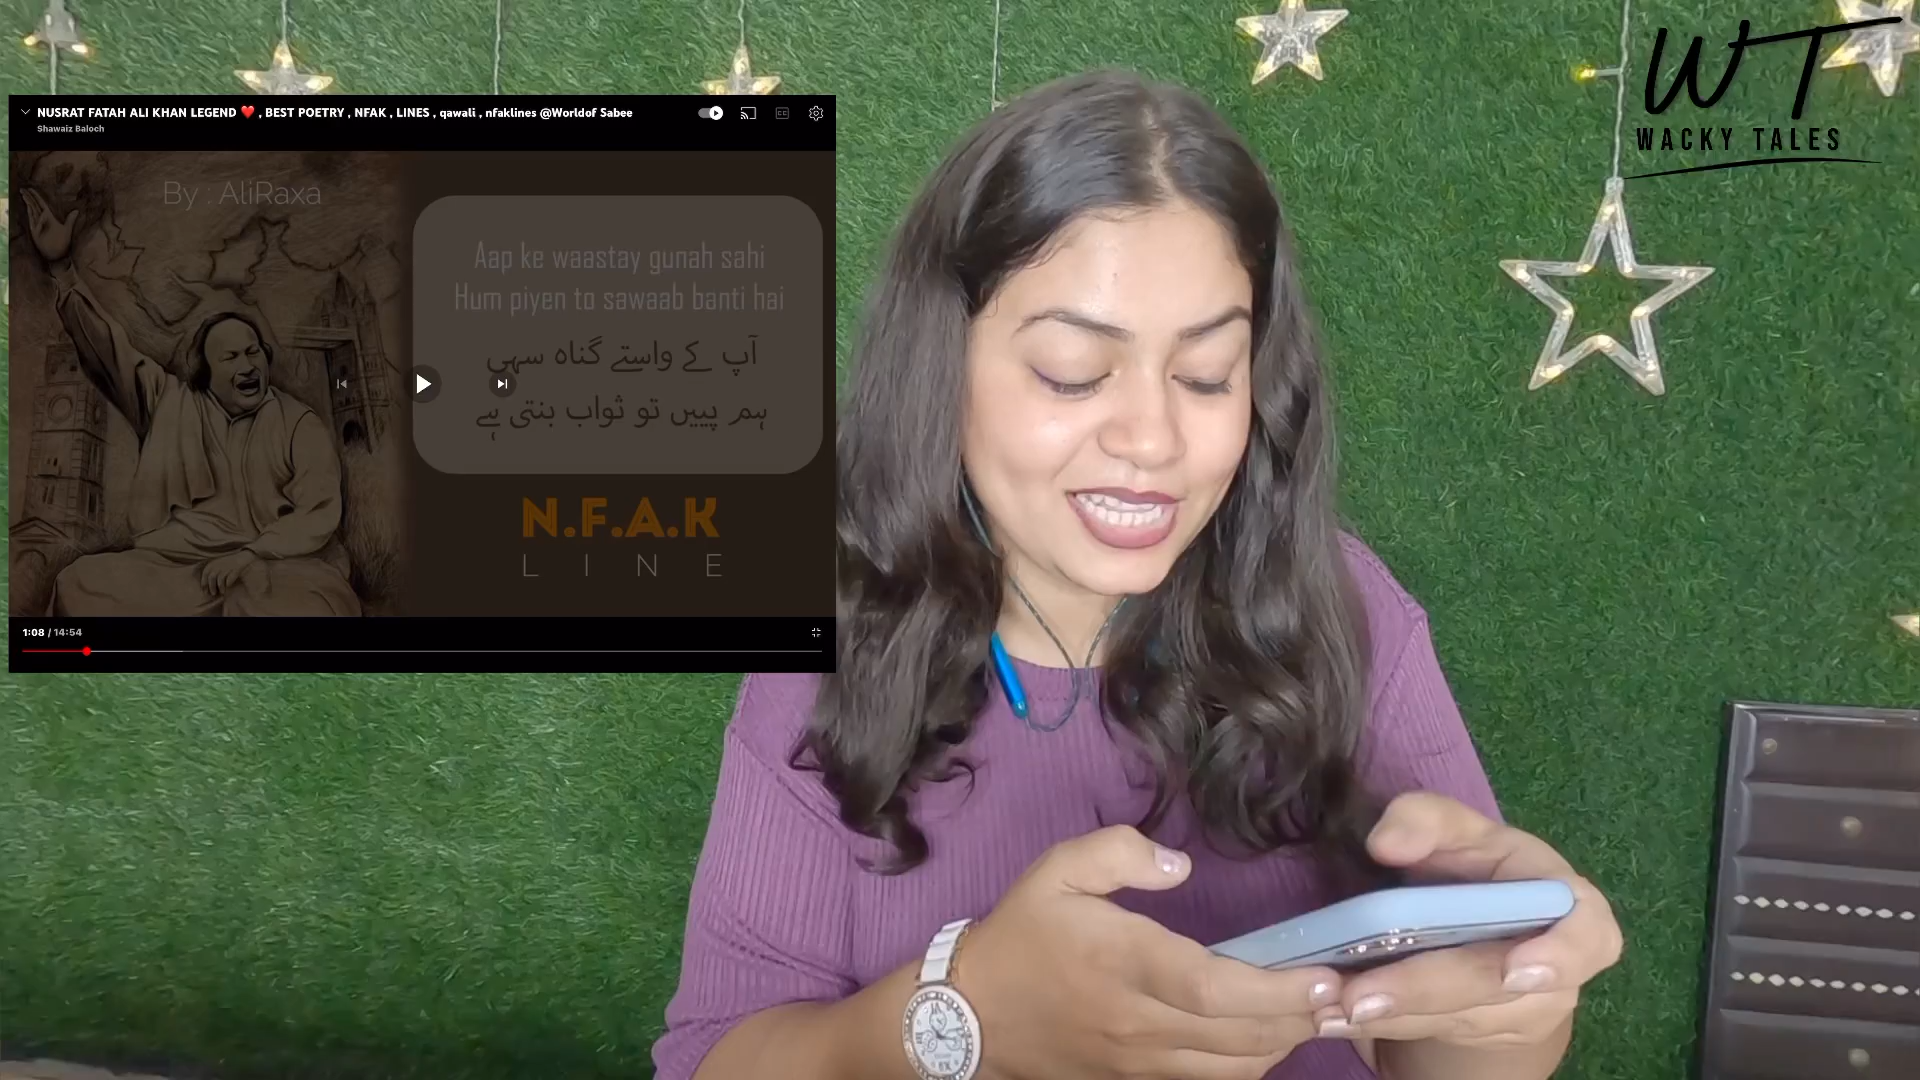 NUSRAT FATAH ALI KHAN LEGEND ❤️ , BEST POETRY , NFAK , LINES , qawali , nfaklines @Worldof Sabee
Shawaiz Baloch
By : AliRaxa
Aap ke waastay gunah sahi
Hum piyen to sawaab banti hai
آپ کے واسطے گناہ سہی
ہم پییں تو ثواب بنتی ہے
N.F.A.K
LINE
1:08 / 14:54
WT
WACKY TALES